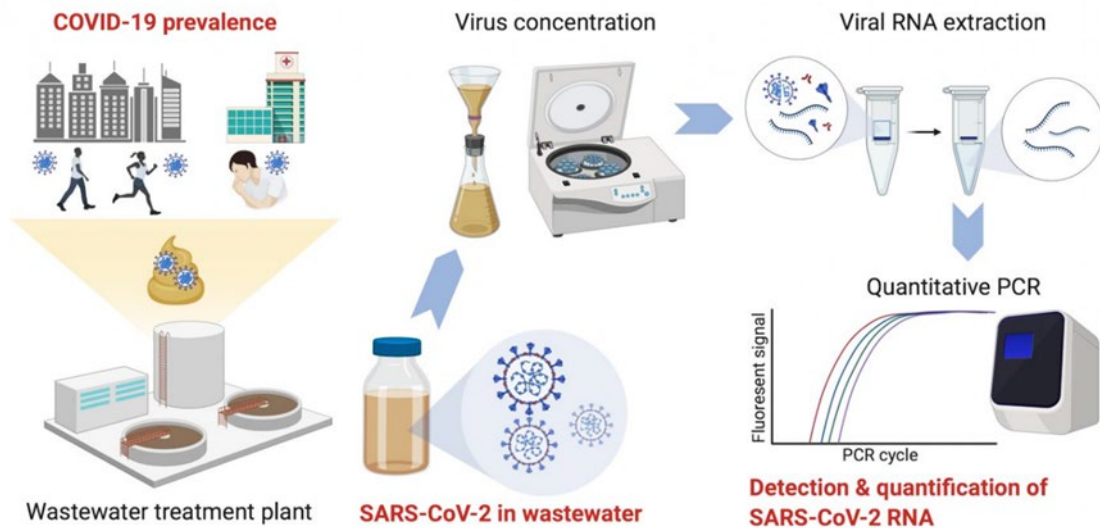 COVID-19 prevalence
Wastewater treatment plant
SARS-CoV-2 in wastewater
Virus concentration
Viral RNA extraction
Quantitative PCR
Fluoresent signal
PCR cycle
Detection & quantification of
SARS-CoV-2 RNA